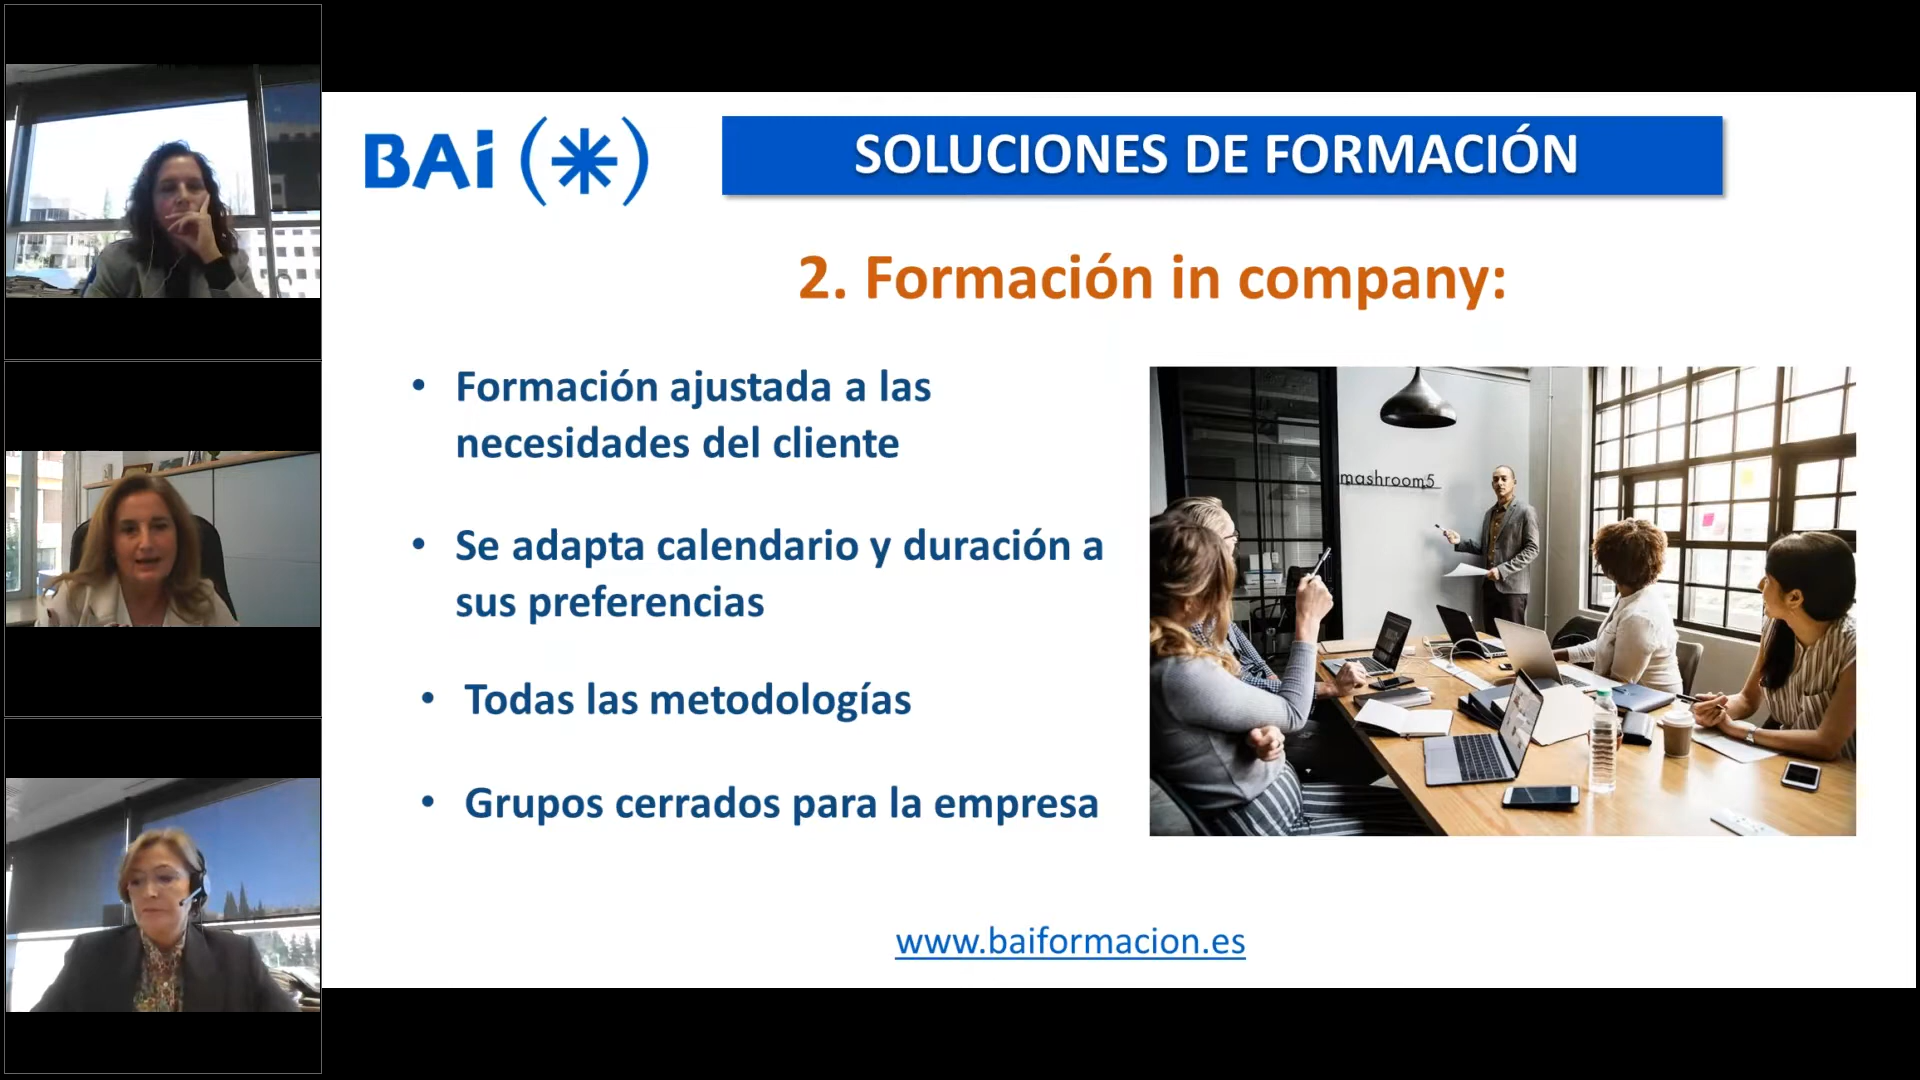 BAi (*)
SOLUCIONES DE FORMACIÓN
2. Formación in company:
• Formación ajustada a las
necesidades del cliente
• Se adapta calendario y duración a
sus preferencias
• Todas las metodologías
• Grupos cerrados para la empresa
mashroom5
www.baiformacion.es